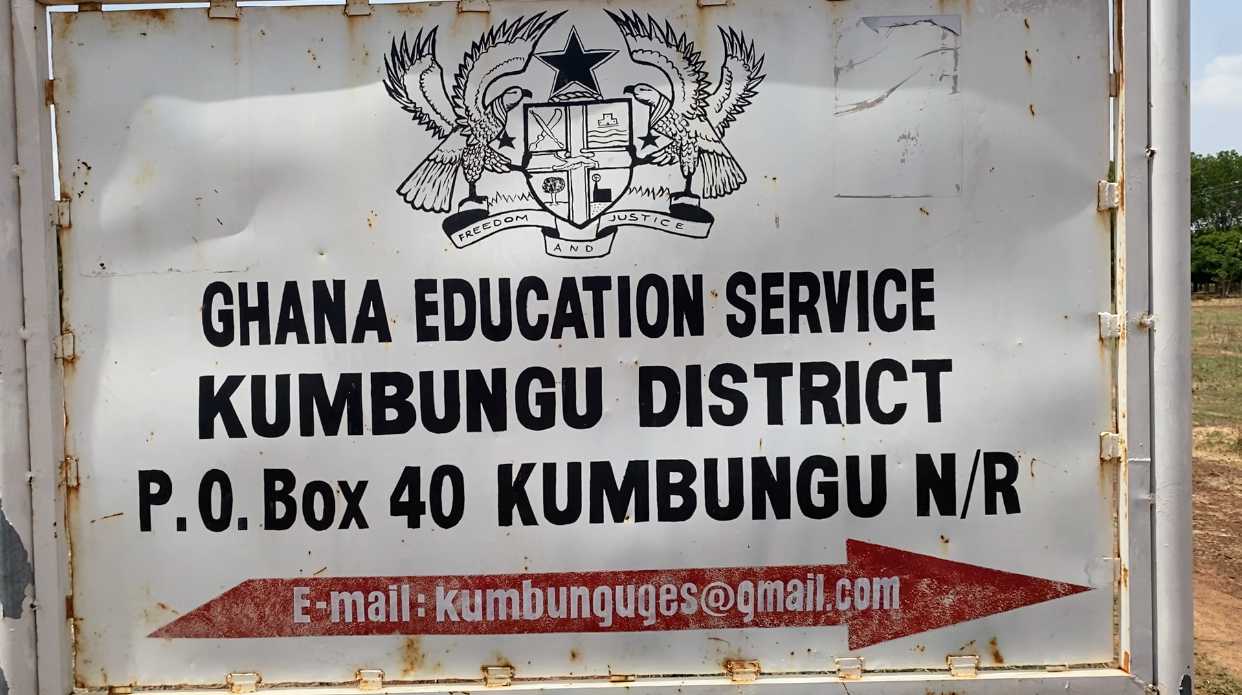 FREEDOM AND JUSTICE
GHANA EDUCATION SERVICE
KUMBUNGU DISTRICT
P.O.Box 40 KUMBUNGU N/R
E-mail: kumbunguges@gmail.com